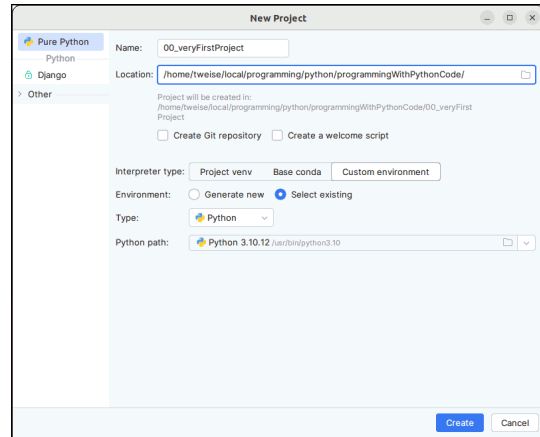 New Project
Pure Python
Python
Django
Other
Name: 00_veryFirstProject
Location: /home/tweise/local/programming/python/programmingWithPythonCode/
Project will be created in:
/home/tweise/local/programming/python/programmingWithPythonCode/00_veryFirst
Project
Create Git repository Create a welcome script
Interpreter type: Project venv Base conda Custom environment
Environment: Generate new Select existing
Type: Python
Python path: Python 3.10.12 /usr/bin/python3.10
Create Cancel